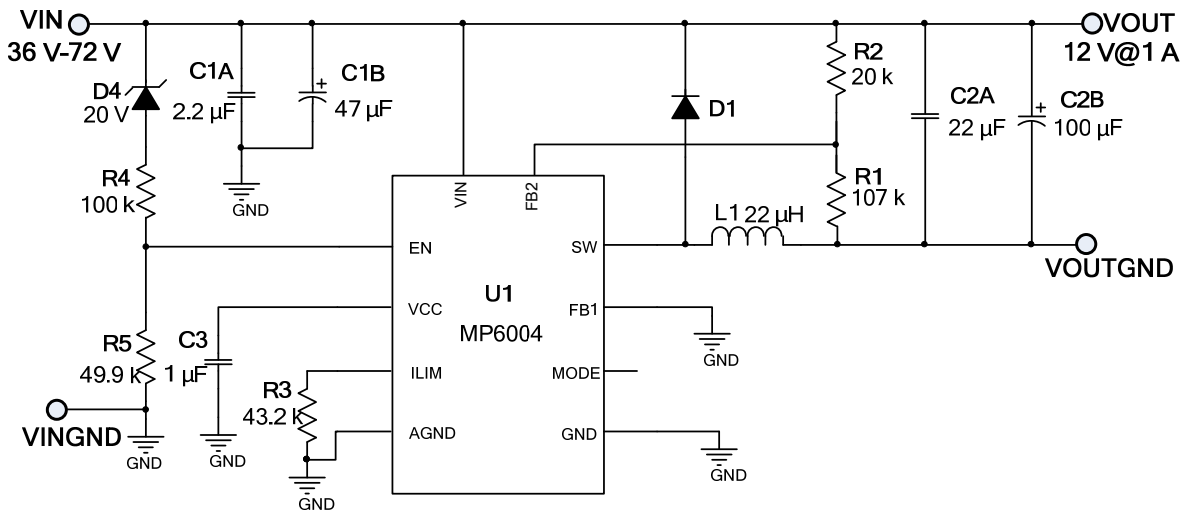 VIN
36 V-72 V
D4
20 V
C1A
2.2 µF
C1B
47 µF
GND
R4
100 k
R5
49.9 k
VINGND
GND
C3
1 µF
GND
R3
43.2 k
GND
VIN
FB2
EN
VCC
ILIM
AGND
U1
MP6004
SW
FB1
MODE
GND
D1
L1 22 µH
R2
20 k
R1
107 k
C2A
22 µF
C2B
100 µF
VOUT
12 V@1 A
VOUTGND
GND
GND